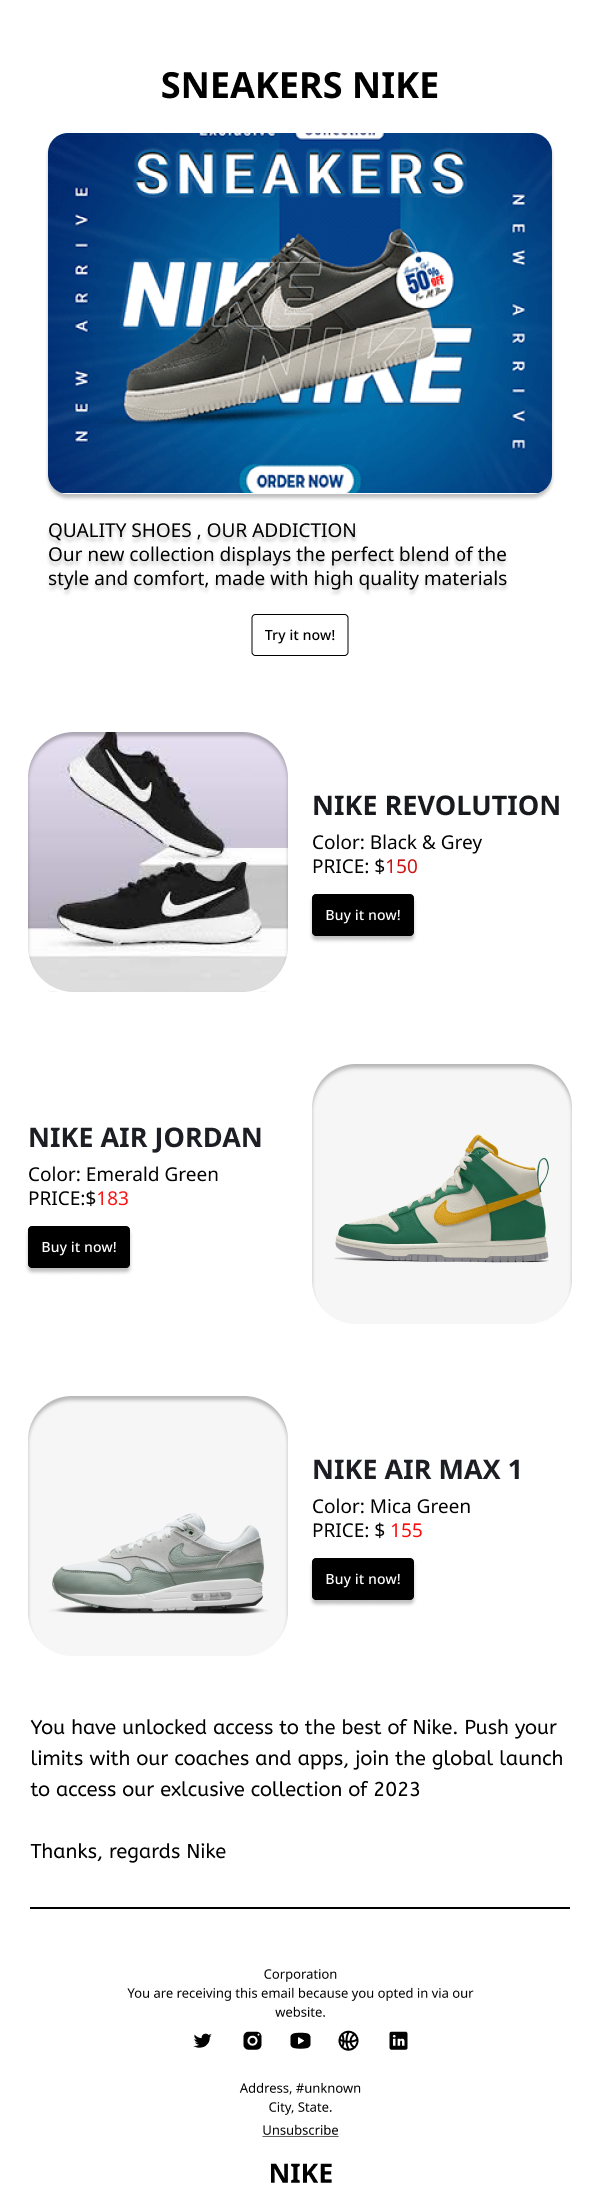 SNEAKERS NIKE
Exclusive Collection
SNEAKERS
NEW ARRIVE
NEW ARRIVE
NIKE
NIKE
50% OFF
For All Item
ORDER NOW
QUALITY SHOES , OUR ADDICTION
Our new collection displays the perfect blend of the
style and comfort, made with high quality materials
Try it now!
NIKE REVOLUTION
Color: Black & Grey
PRICE: $150
Buy it now!
NIKE AIR JORDAN
Color: Emerald Green
PRICE:$183
Buy it now!
NIKE AIR MAX 1
Color: Mica Green
PRICE: $ 155
Buy it now!
You have unlocked access to the best of Nike. Push your
limits with our coaches and apps, join the global launch
to access our exlcusive collection of 2023
Thanks, regards Nike
Corporation
You are receiving this email because you opted in via our
website.
in
Address, #unknown
City, State.
Unsubscribe
NIKE